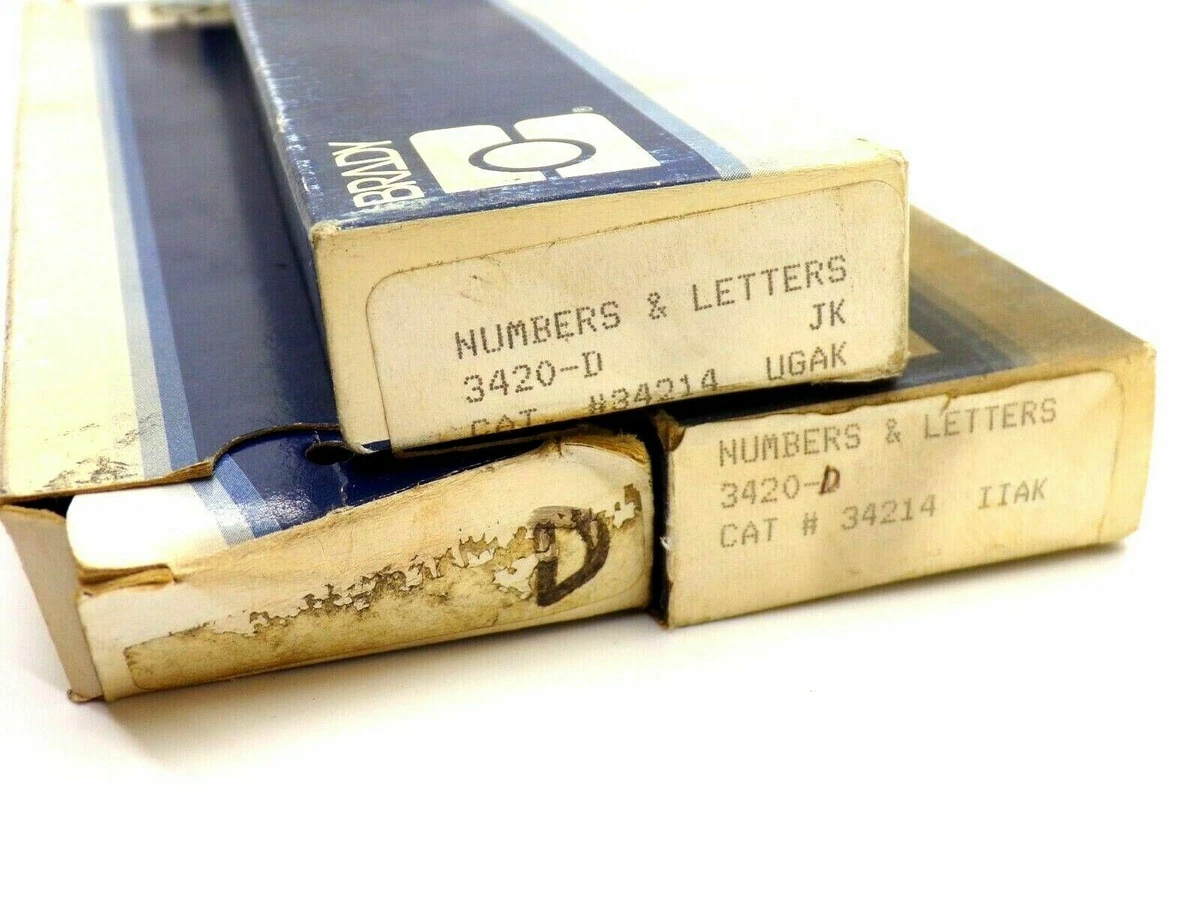 BRADY
®
NUMBERS & LETTERS
JK
3420-D
CAT #34214 UGAK
NUMBERS & LETTERS
3420-D
CAT # 34214 IIAK
D